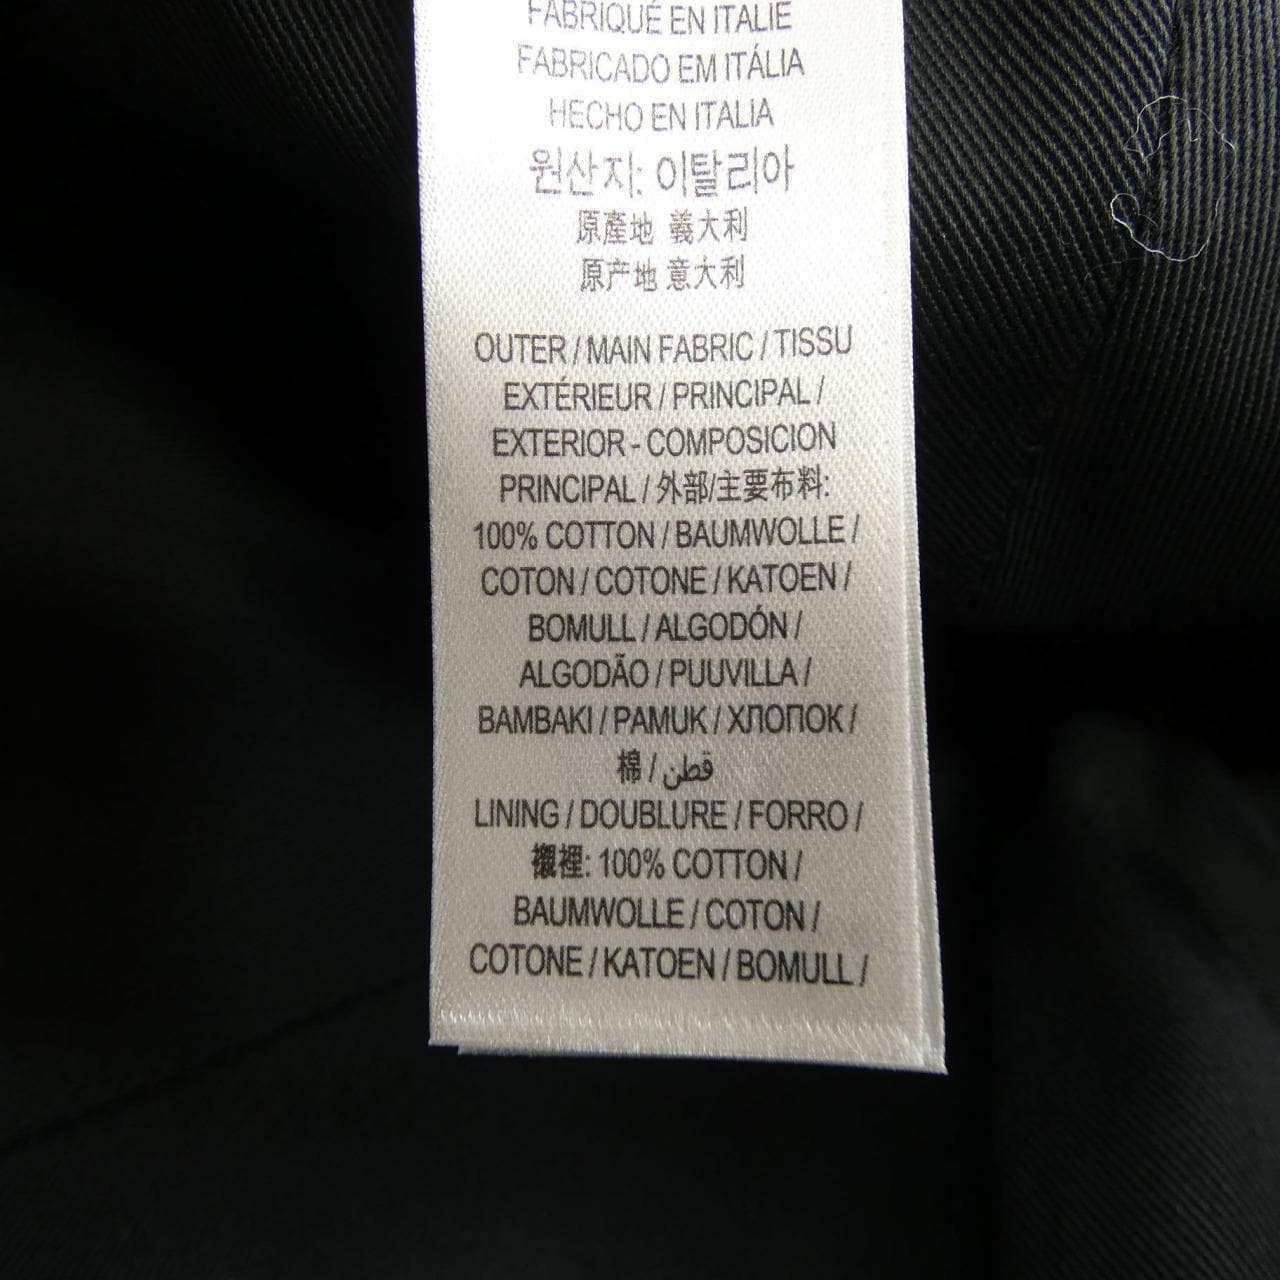 FABRIQUÉ EN ITALIE
FABRICADO EM ITÁLIA
HECHO EN ITALIA
원산지: 이탈리아
原產地 義大利
原产地 意大利
OUTER / MAIN FABRIC / TISSU
EXTÉRIEUR / PRINCIPAL /
EXTERIOR - COMPOSICION
PRINCIPAL / 外部/主要布料:
100% COTTON / BAUMWOLLE /
COTON / COTONE / KATOEN /
BOMULL / ALGODÓN /
ALGODÃO / PUUVILLA /
BAMBAKI / PAMUK / ХЛОПОК /
棉 / قطن
LINING / DOUBLURE / FORRO /
襯裡: 100% COTTON /
BAUMWOLLE / COTON /
COTONE / KATOEN / BOMULL /